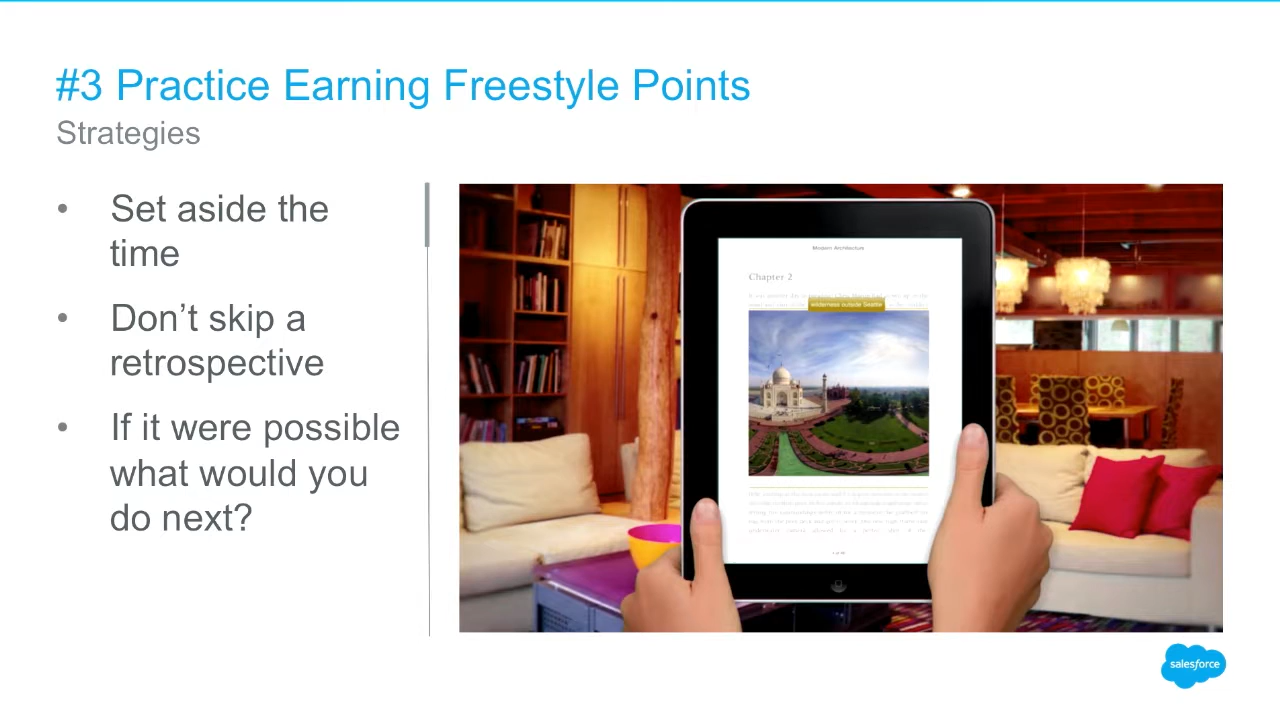 #3 Practice Earning Freestyle Points
Strategies
• Set aside the
time
• Don’t skip a
retrospective
• If it were possible
what would you
do next?
Modern Architecture
Chapter 2
wilderness outside Seattle
salesforce